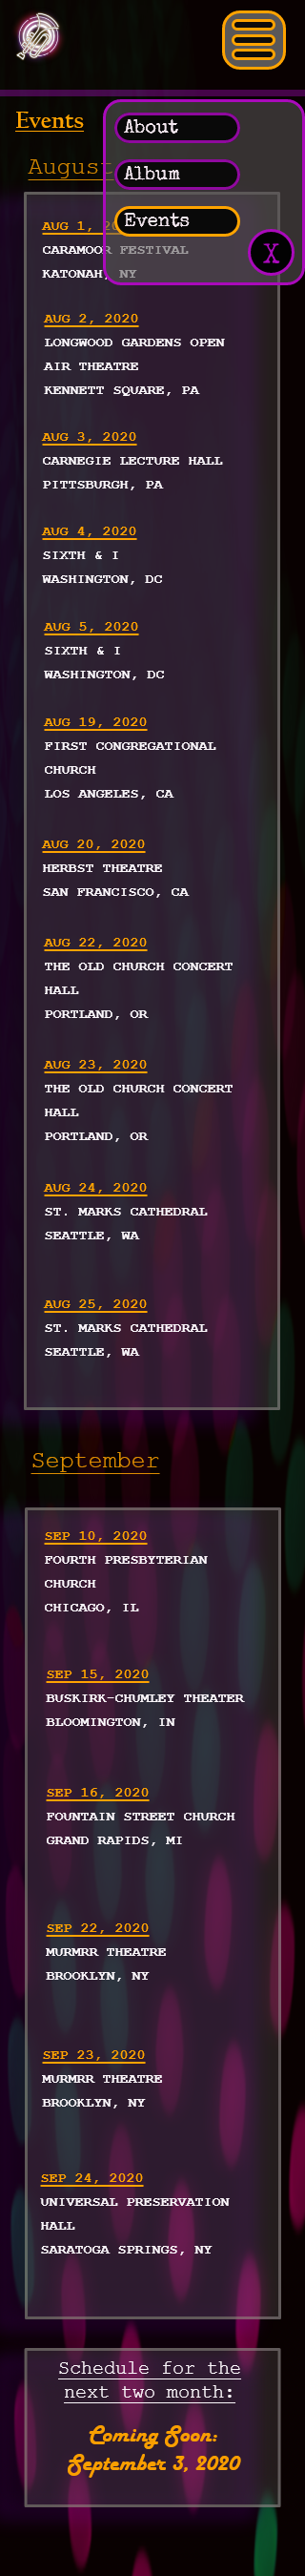 Events
About
Album
Events
X
August
AUG 1, 2020
CARAMOOR FESTIVAL
KATONAH, NY
AUG 2, 2020
LONGWOOD GARDENS OPEN
AIR THEATRE
KENNETT SQUARE, PA
AUG 3, 2020
CARNEGIE LECTURE HALL
PITTSBURGH, PA
AUG 4, 2020
SIXTH & I
WASHINGTON, DC
AUG 5, 2020
SIXTH & I
WASHINGTON, DC
AUG 19, 2020
FIRST CONGREGATIONAL
CHURCH
LOS ANGELES, CA
AUG 20, 2020
HERBST THEATRE
SAN FRANCISCO, CA
AUG 22, 2020
THE OLD CHURCH CONCERT
HALL
PORTLAND, OR
AUG 23, 2020
THE OLD CHURCH CONCERT
HALL
PORTLAND, OR
AUG 24, 2020
ST. MARKS CATHEDRAL
SEATTLE, WA
AUG 25, 2020
ST. MARKS CATHEDRAL
SEATTLE, WA
September
SEP 10, 2020
FOURTH PRESBYTERIAN
CHURCH
CHICAGO, IL
SEP 15, 2020
BUSKIRK-CHUMLEY THEATER
BLOOMINGTON, IN
SEP 16, 2020
FOUNTAIN STREET CHURCH
GRAND RAPIDS, MI
SEP 22, 2020
MURMRR THEATRE
BROOKLYN, NY
SEP 23, 2020
MURMRR THEATRE
BROOKLYN, NY
SEP 24, 2020
UNIVERSAL PRESERVATION
HALL
SARATOGA SPRINGS, NY
Schedule for the
next two month:
Coming Soon:
September 3, 2020